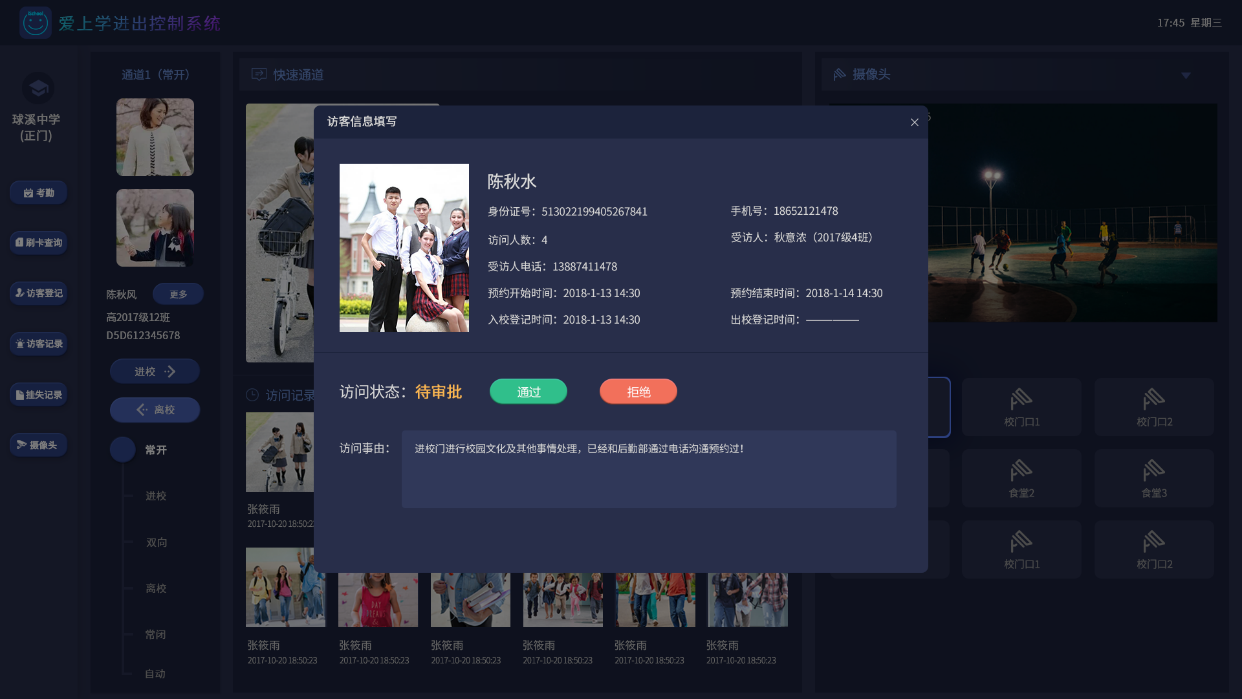 爱上学进出控制系统
17:45 星期三
球溪中学
(正门)
考勤
刷卡查询
访客登记
访客记录
挂失记录
摄像头
通道1（常开）
陈秋风
更多
高2017级12班
D5D612345678
进校
离校
常开
进校
双向
离校
常闭
自动
快速通道
访问记录
张筱雨
2017-10-20 18:50:23
张筱雨
2017-10-20 18:50:23
张筱雨
2017-10-20 18:50:23
张筱雨
2017-10-20 18:50:23
张筱雨
2017-10-20 18:50:23
张筱雨
2017-10-20 18:50:23
张筱雨
2017-10-20 18:50:23
访客信息填写
陈秋水
身份证号：513022199405267841
手机号：18652121478
访问人数：4
受访人：秋意浓（2017级4班）
受访人电话：13887411478
预约开始时间：2018-1-13 14:30
预约结束时间：2018-1-14 14:30
入校登记时间：2018-1-13 14:30
出校登记时间：—————
访问状态：待审批
通过
拒绝
访问事由：
进校门进行校园文化及其他事情处理，已经和后勤部通过电话沟通预约过！
摄像头
校门口1
校门口2
食堂2
食堂3
校门口1
校门口2